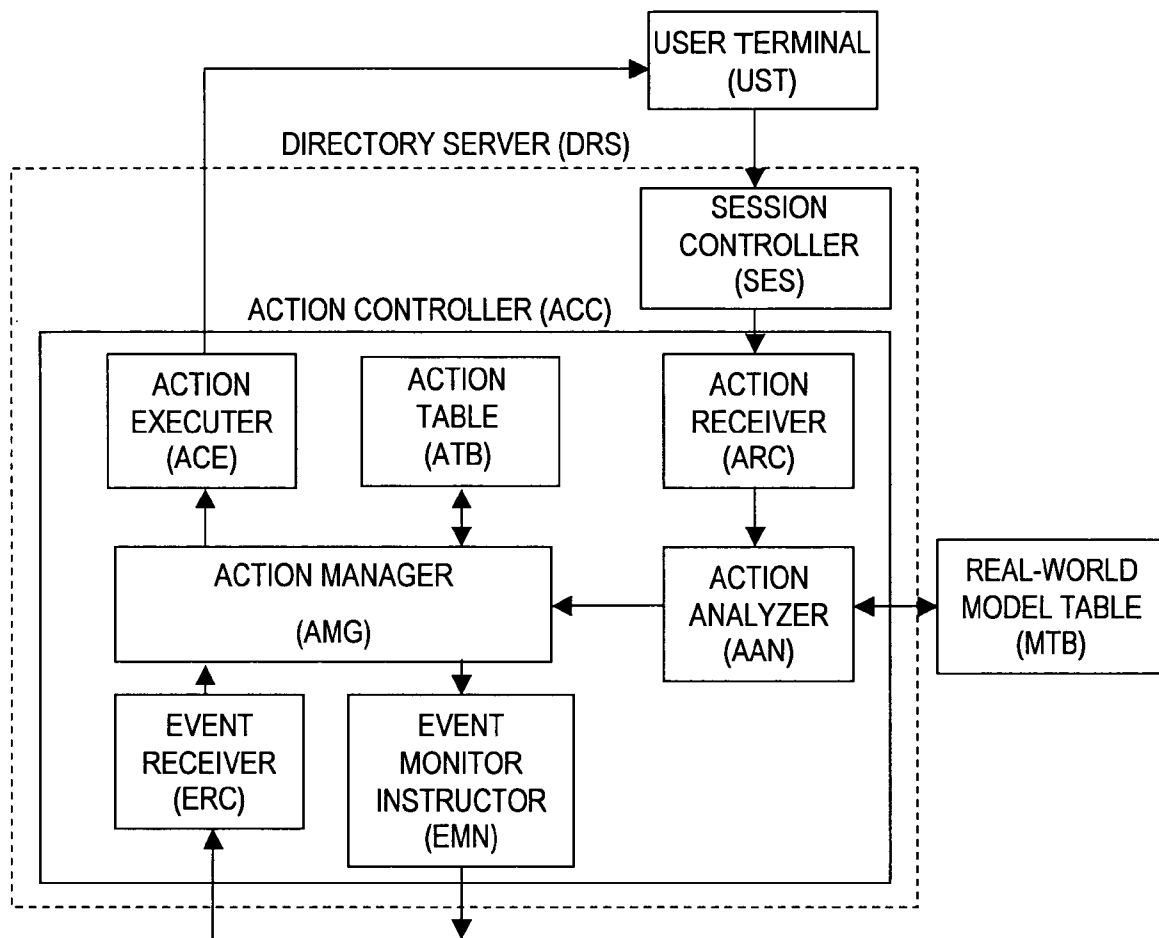 USER TERMINAL
(UST)
DIRECTORY SERVER (DRS)
SESSION
CONTROLLER
(SES)
ACTION CONTROLLER (ACC)
ACTION
EXECUTER
(ACE)
ACTION
TABLE
(ATB)
ACTION
RECEIVER
(ARC)
ACTION MANAGER
(AMG)
ACTION
ANALYZER
(AAN)
REAL-WORLD
MODEL TABLE
(MTB)
EVENT
RECEIVER
(ERC)
EVENT
MONITOR
INSTRUCTOR
(EMN)